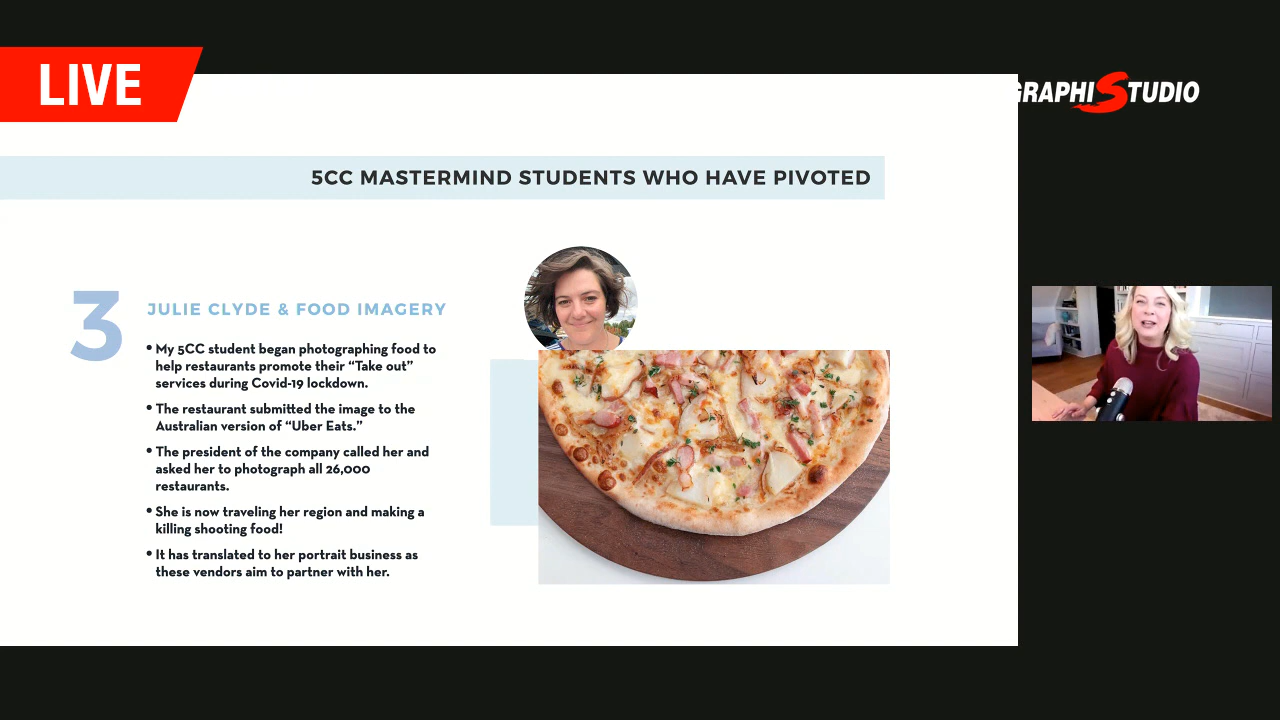 LIVE
GRAPHISTUDIO
5CC MASTERMIND STUDENTS WHO HAVE PIVOTED
3
JULIE CLYDE & FOOD IMAGERY
• My 5CC student began photographing food to
help restaurants promote their “Take out”
services during Covid-19 lockdown.
• The restaurant submitted the image to the
Australian version of “Uber Eats.”
• The president of the company called her and
asked her to photograph all 26,000
restaurants.
• She is now traveling her region and making a
killing shooting food!
• It has translated to her portrait business as
these vendors aim to partner with her.